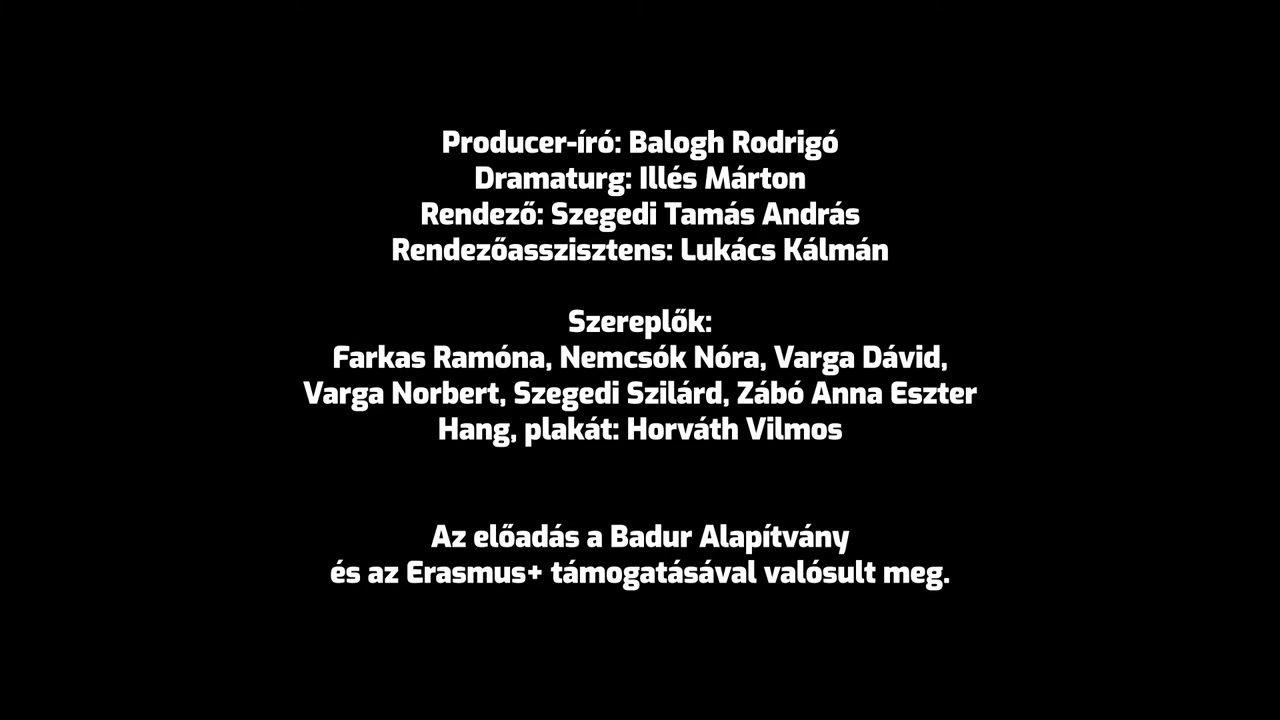 Producer-író: Balogh Rodrigó
Dramaturg: Illés Márton
Rendező: Szegedi Tamás András
Rendezőasszisztens: Lukács Kálmán
Szereplők:
Farkas Ramóna, Nemcsók Nóra, Varga Dávid,
Varga Norbert, Szegedi Szilárd, Zábó Anna Eszter
Hang, plakát: Horváth Vilmos
Az előadás a Badur Alapítvány
és az Erasmus+ támogatásával valósult meg.